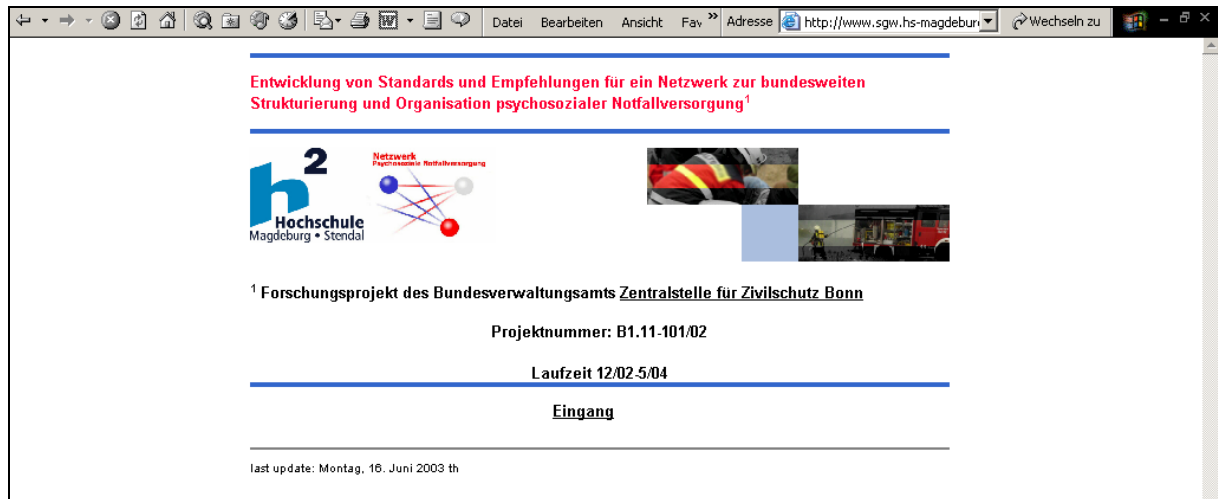 Datei Bearbeiten Ansicht Fav » Adresse http://www.sgw.hs-magdebur Wechseln zu
Entwicklung von Standards und Empfehlungen für ein Netzwerk zur bundesweiten
Strukturierung und Organisation psychosozialer Notfallversorgung¹
h2
Hochschule
Magdeburg • Stendal
Netzwerk
Psychosoziale Notfallversorgung
¹ Forschungsprojekt des Bundesverwaltungsamts Zentralstelle für Zivilschutz Bonn
Projektnummer: B1.11-101/02
Laufzeit 12/02-5/04
Eingang
last update: Montag, 16. Juni 2003 th